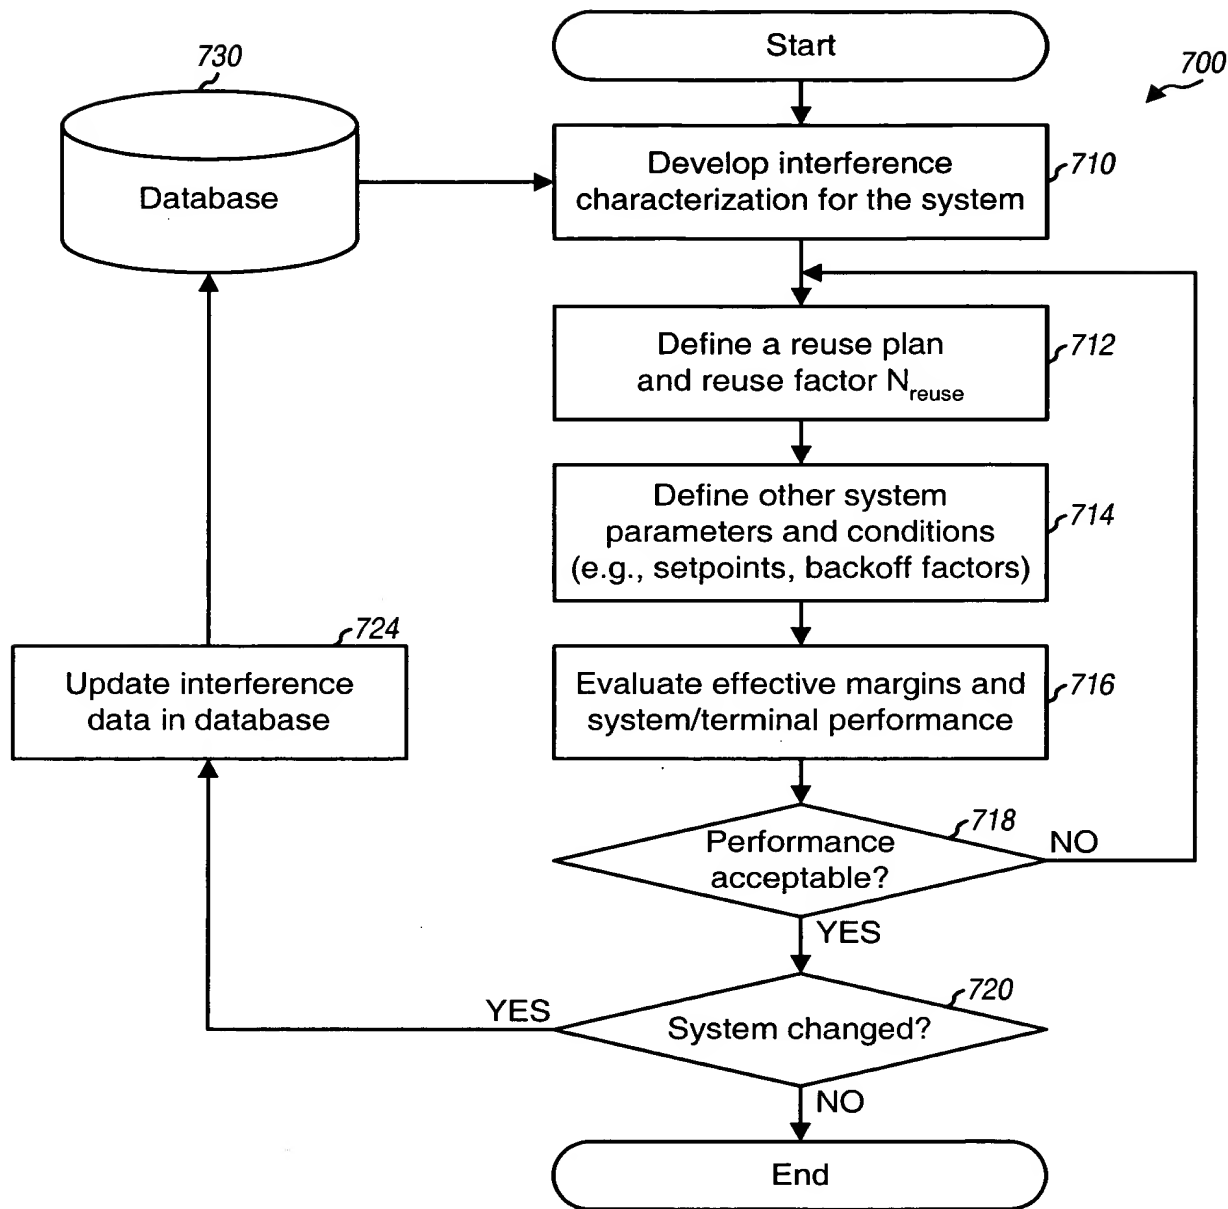 Start
700
730
Database
Develop interference
characterization for the system
710
Define a reuse plan
and reuse factor N_reuse
712
Define other system
parameters and conditions
(e.g., setpoints, backoff factors)
714
724
Update interference
data in database
Evaluate effective margins and
system/terminal performance
716
718
Performance
acceptable?
NO
YES
720
System changed?
YES
NO
End